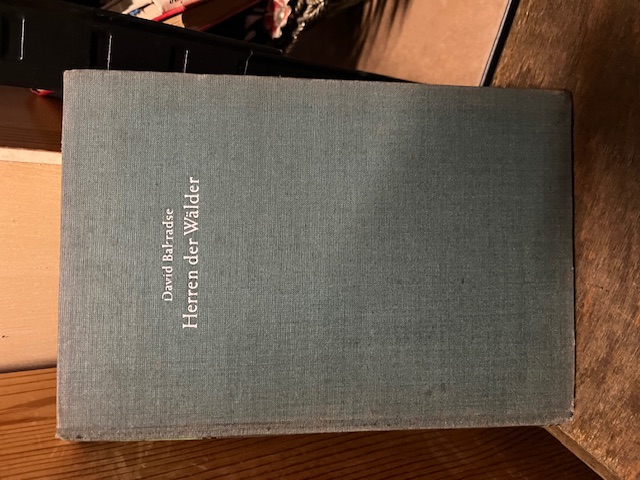 David Bakradse
Herren der Wälder